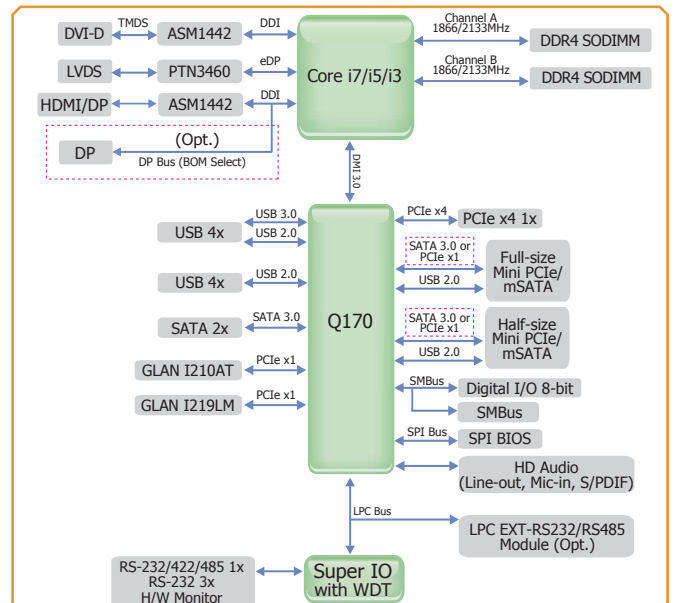 DVI-D
TMDS
ASM1442
DDI
LVDS
PTN3460
eDP
HDMI/DP
ASM1442
DDI
DP
(Opt.)
DP Bus (BOM Select)
Core i7/i5/i3
Channel A
1866/2133MHz
DDR4 SODIMM
Channel B
1866/2133MHz
DDR4 SODIMM
DMI 3.0
Q170
USB 4x
USB 3.0
USB 2.0
USB 4x
USB 2.0
SATA 2x
SATA 3.0
GLAN I210AT
PCIe x1
GLAN I219LM
PCIe x1
PCIe x4
PCIe x4 1x
SATA 3.0 or
PCIe x1
USB 2.0
Full-size
Mini PCIe/
mSATA
SATA 3.0 or
PCIe x1
USB 2.0
Half-size
Mini PCIe/
mSATA
SMBus
Digital I/O 8-bit
SMBus
SPI Bus
SPI BIOS
HD Audio
(Line-out, Mic-in, S/PDIF)
LPC Bus
LPC EXT-RS232/RS485
Module (Opt.)
RS-232/422/485 1x
RS-232 3x
H/W Monitor
Super IO
with WDT